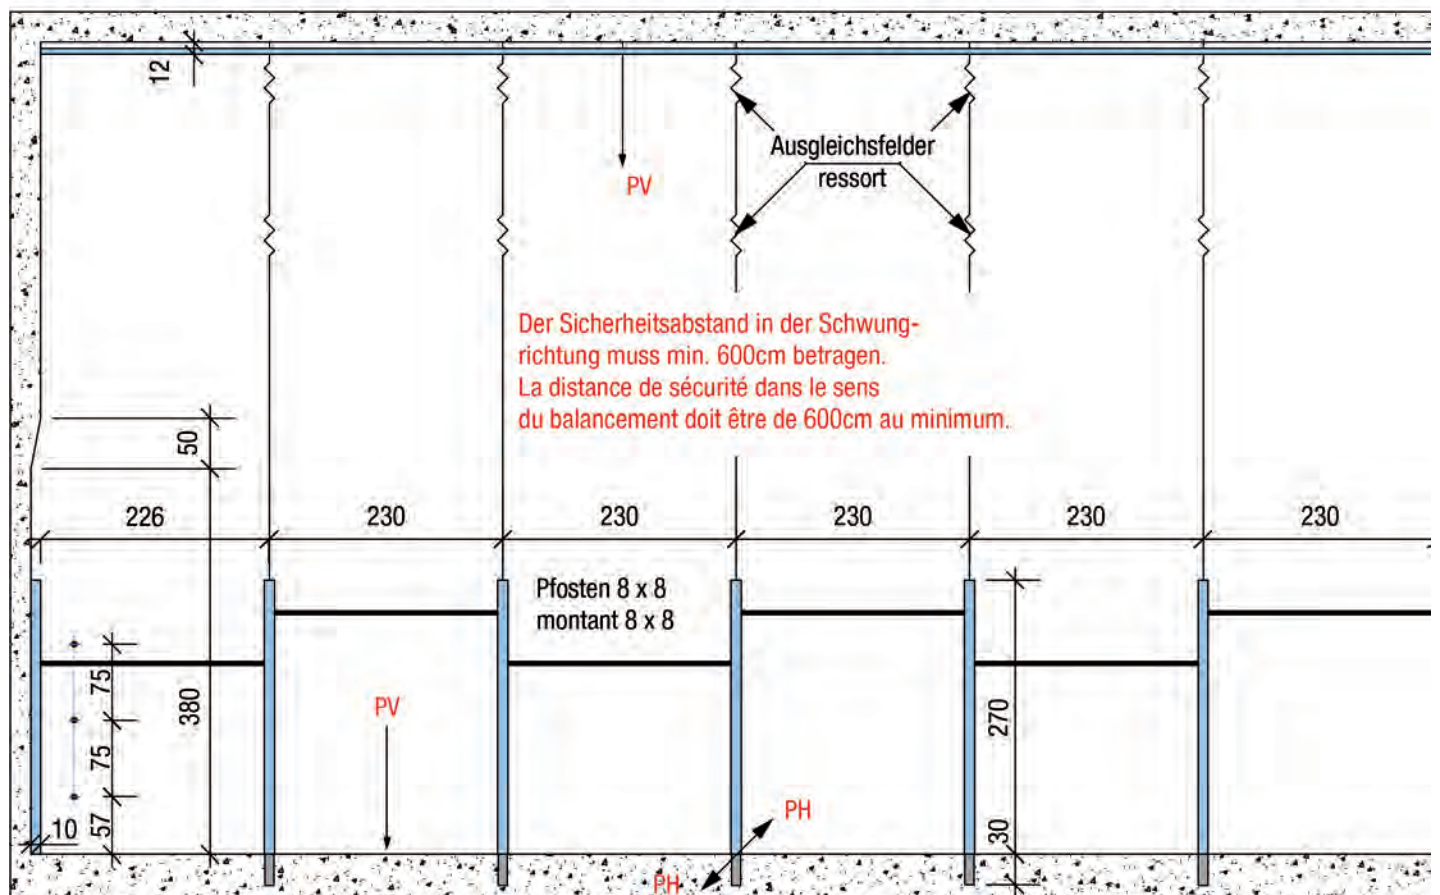 12
PV
Ausgleichsfelder
ressort
Der Sicherheitsabstand in der Schwung-
richtung muss min. 600cm betragen.
La distance de sécurité dans le sens
du balancement doit être de 600cm au minimum.
50
226
230
230
230
230
230
Pfosten 8 x 8
montant 8 x 8
75
380
PV
270
75
57
10
PH
30
PH